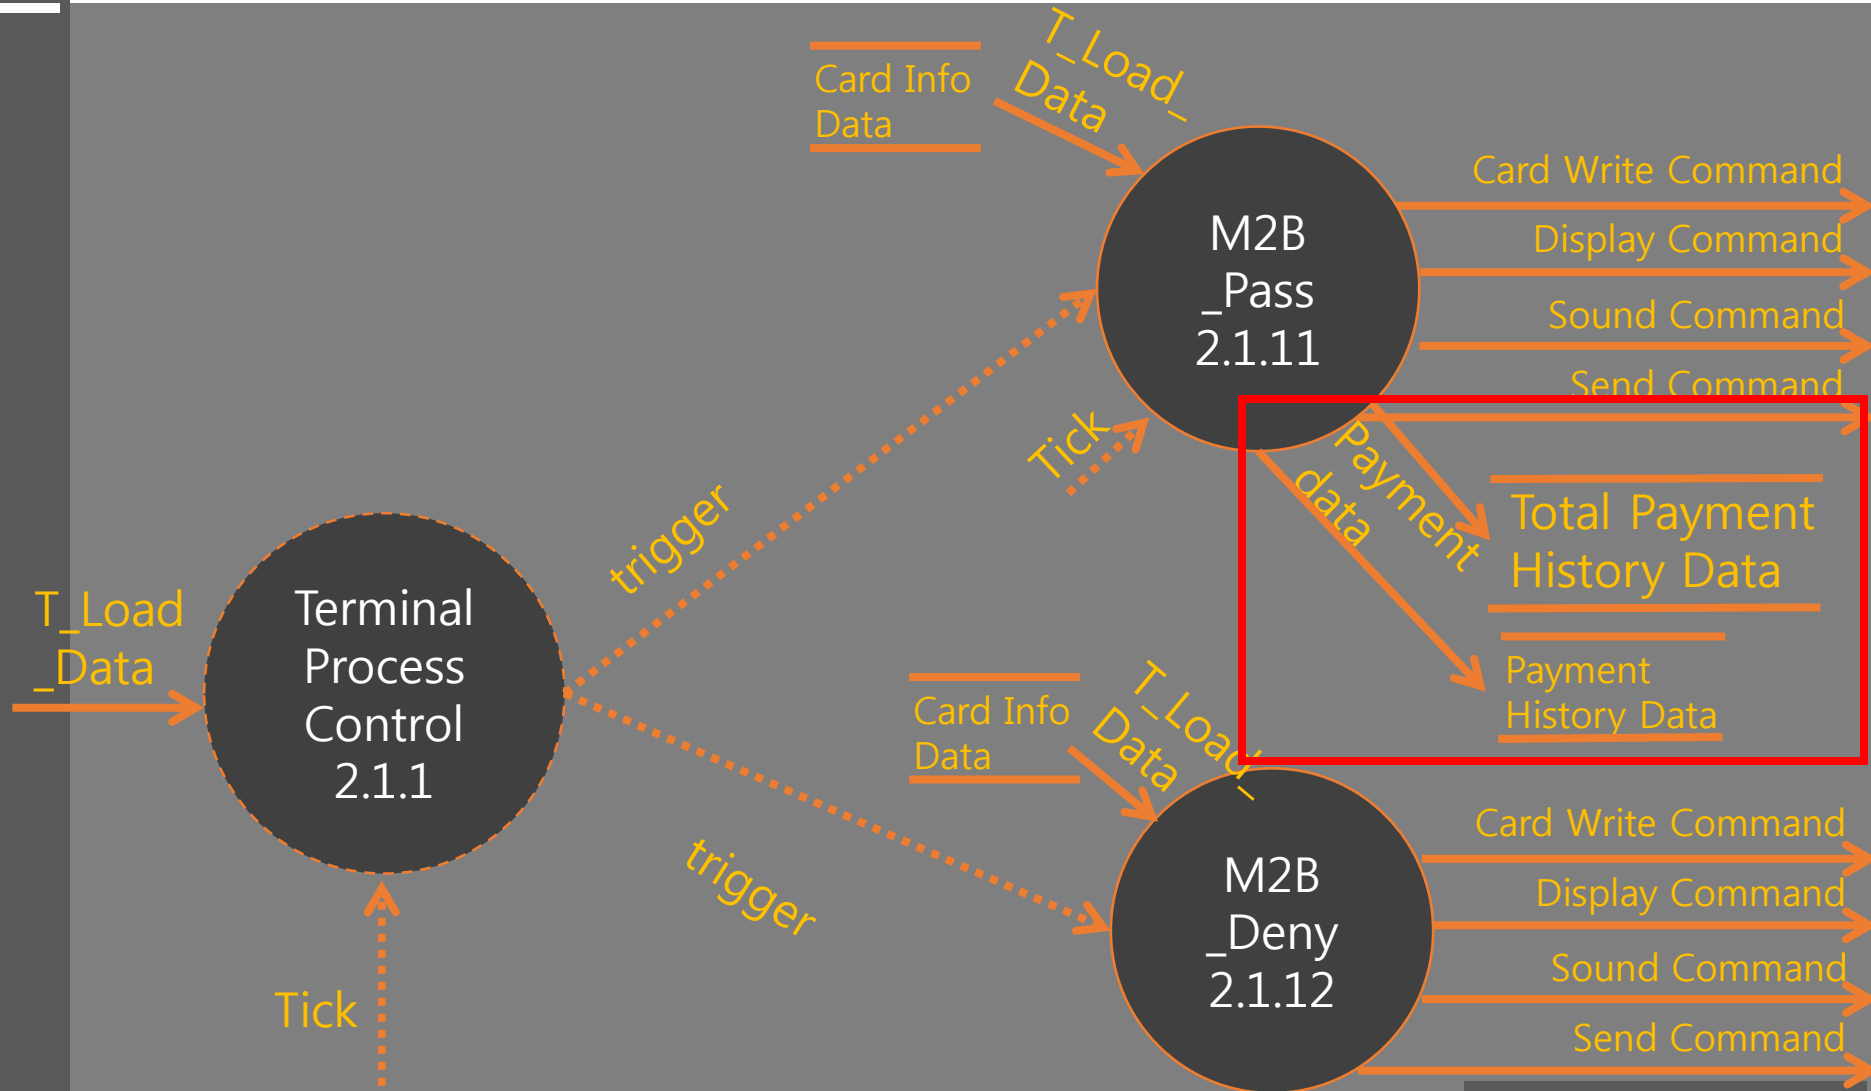 Card Info
Data
T_Load_
Data
M2B
_Pass
2.1.11
Card Write Command
Display Command
Sound Command
Send Command
Tick
Payment
data
Total Payment
History Data
Payment
History Data
trigger
T_Load
_Data
Terminal
Process
Control
2.1.1
trigger
Tick
Card Info
Data
T_Load_
Data
M2B
_Deny
2.1.12
Card Write Command
Display Command
Sound Command
Send Command